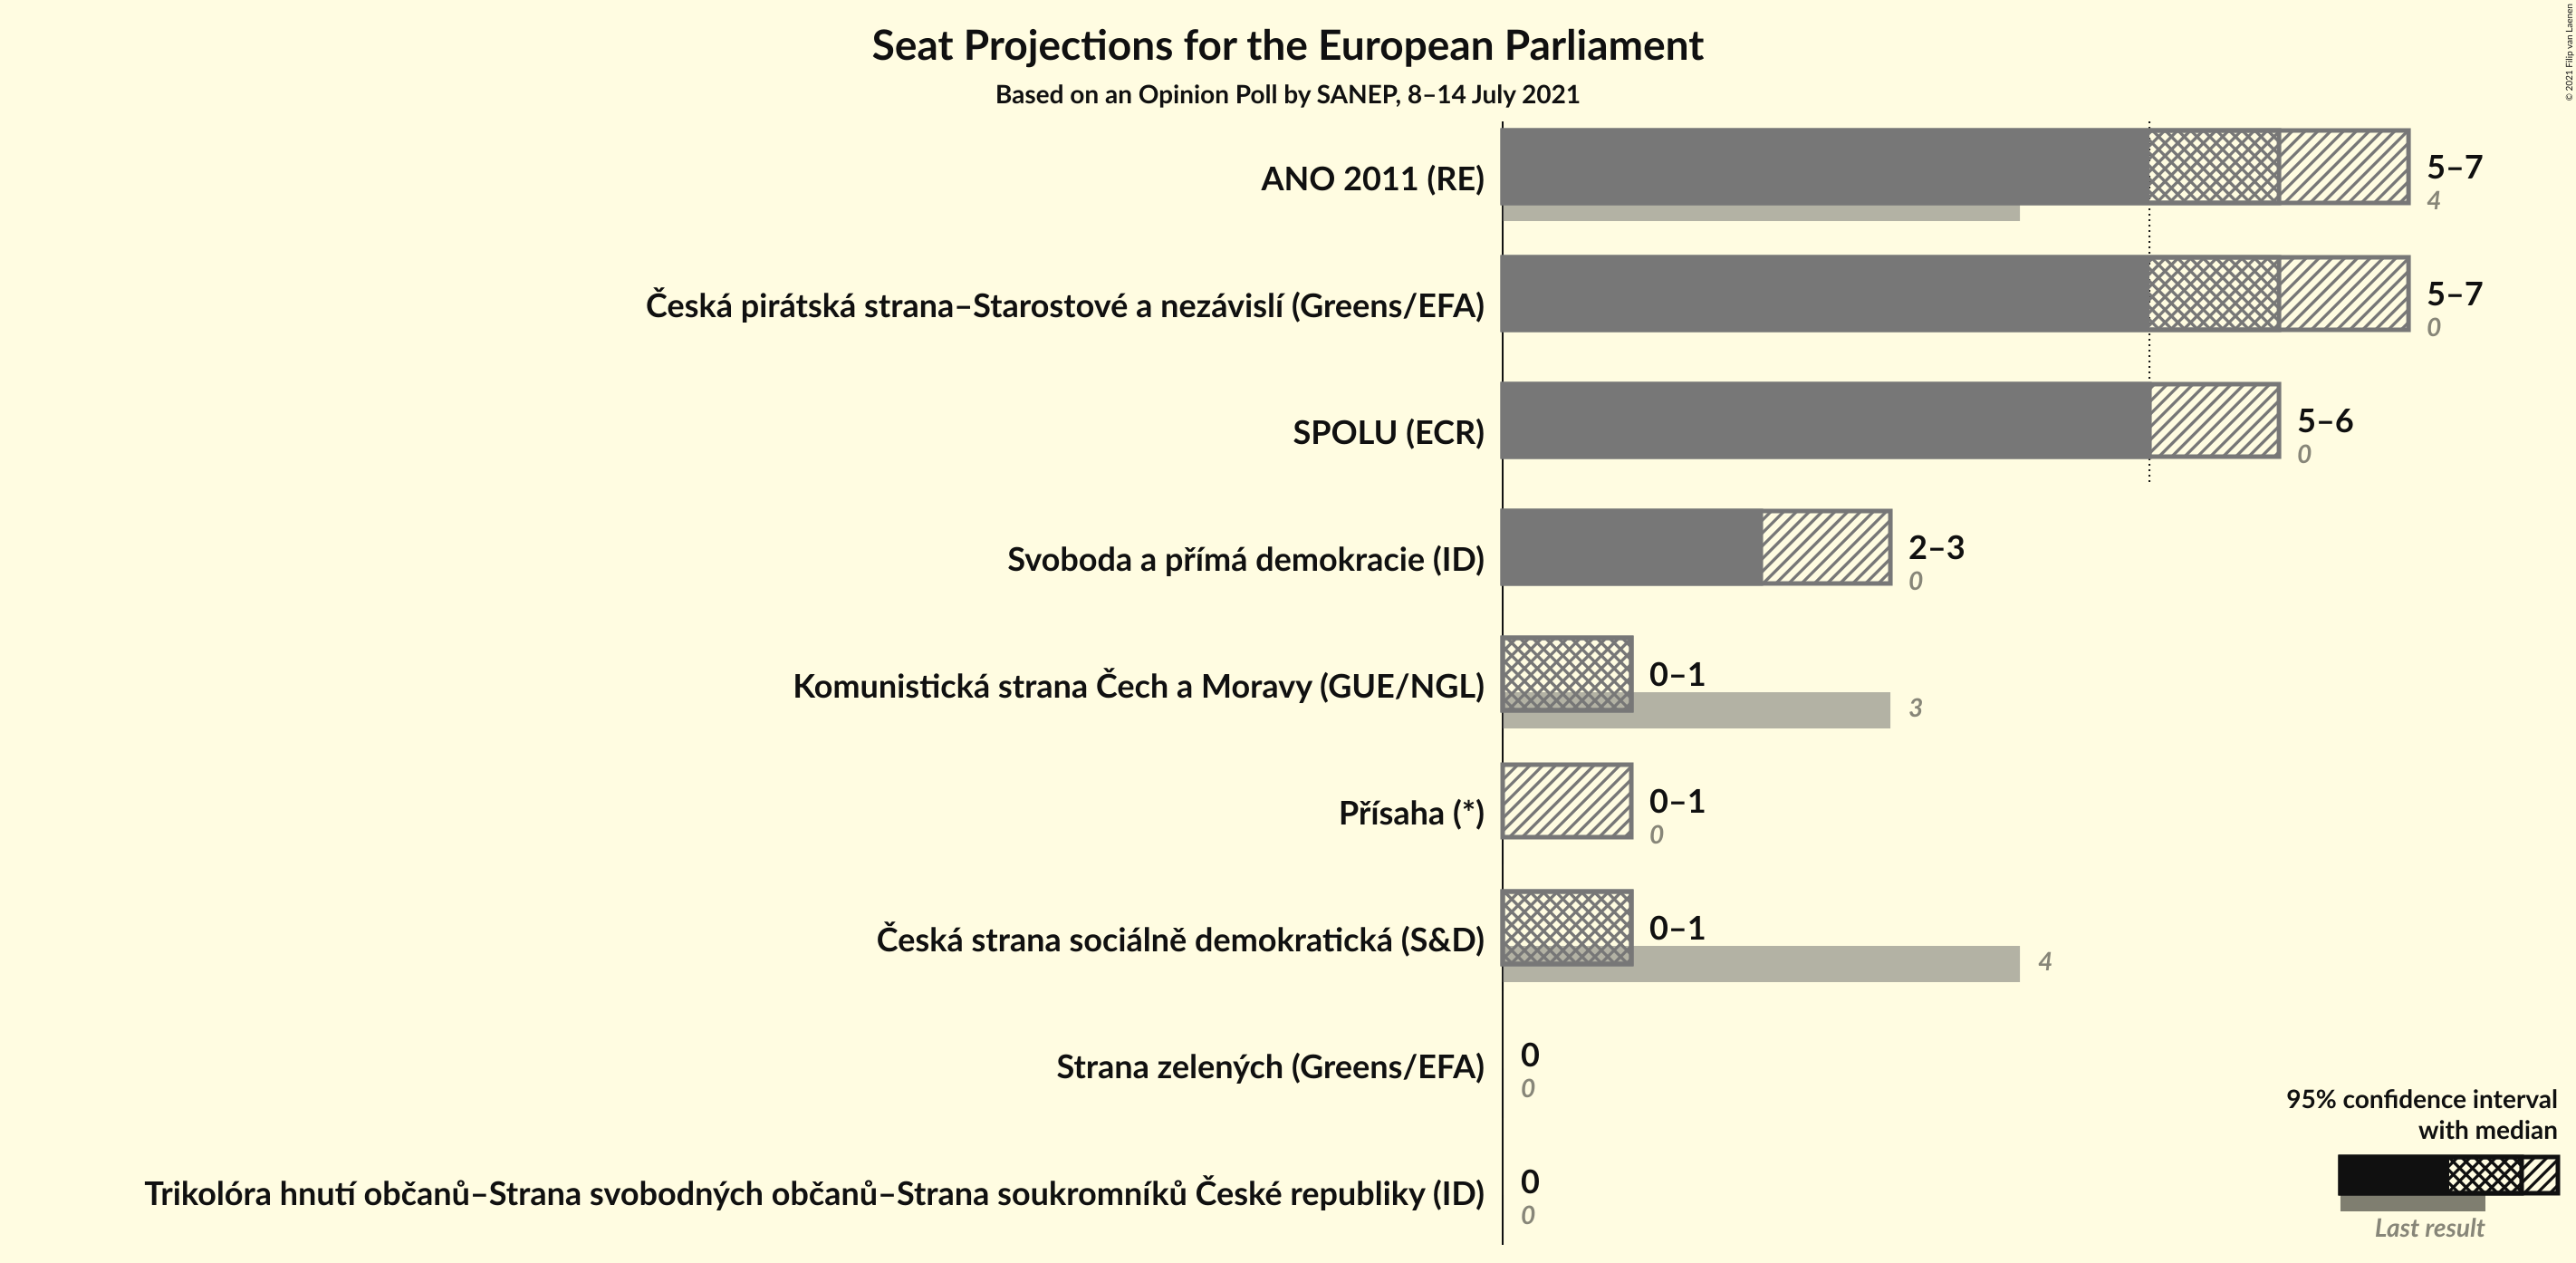 Seat Projections for the European Parliament
Based on an Opinion Poll by SANEP, 8–14 July 2021
© 2021 Filip van Laenen
ANO 2011 (RE)
5–7
4
Česká pirátská strana–Starostové a nezávislí (Greens/EFA)
5–7
0
SPOLU (ECR)
5–6
0
Svoboda a přímá demokracie (ID)
2–3
0
Komunistická strana Čech a Moravy (GUE/NGL)
0–1
3
Přísaha (*)
0–1
0
Česká strana sociálně demokratická (S&D)
0–1
4
Strana zelených (Greens/EFA)
0
0
Trikolóra hnutí občanů–Strana svobodných občanů–Strana soukromníků České republiky (ID)
0
0
95% confidence interval
with median
Last result